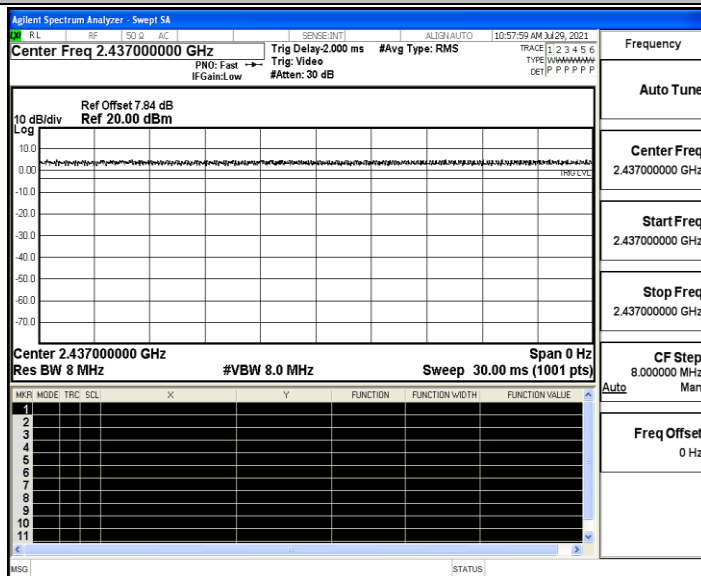 Agilent Spectrum Analyzer - Swept SA
RL RF 50 Ω AC SENSE:INT ALIGN AUTO 10:57:59 AM Jul 29, 2021
Center Freq 2.437000000 GHz
PNO: Fast
IFGain:Low
Trig Delay-2.000 ms
Trig: Video
#Atten: 30 dB
#Avg Type: RMS
TRACE 1 2 3 4 5 6
TYPE WWWWWW
DET P P P P P P
Ref Offset 7.84 dB
10 dB/div Ref 20.00 dBm
Log
10.0
0.00
TRIG LVL
-10.0
-20.0
-30.0
-40.0
-50.0
-60.0
-70.0
Center 2.437000000 GHz Span 0 Hz
Res BW 8 MHz #VBW 8.0 MHz Sweep 30.00 ms (1001 pts)
MKR MODE TRC SCL X Y FUNCTION FUNCTION WIDTH FUNCTION VALUE
1
2
3
4
5
6
7
8
9
10
11
MSG STATUS
Frequency
Auto Tune
Center Freq
2.437000000 GHz
Start Freq
2.437000000 GHz
Stop Freq
2.437000000 GHz
CF Step
8.000000 MHz
Auto Man
Freq Offset
0 Hz